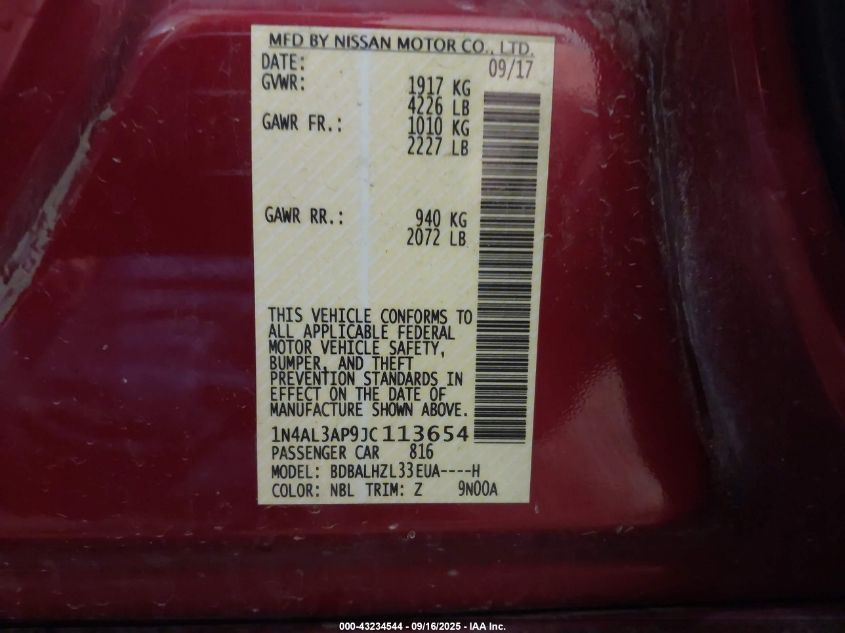 MFD BY NISSAN MOTOR CO., LTD.
DATE: 09/17
GVWR: 1917 KG
4226 LB
GAWR FR.: 1010 KG
2227 LB
GAWR RR.: 940 KG
2072 LB
THIS VEHICLE CONFORMS TO
ALL APPLICABLE FEDERAL
MOTOR VEHICLE SAFETY,
BUMPER, AND THEFT
PREVENTION STANDARDS IN
EFFECT ON THE DATE OF
MANUFACTURE SHOWN ABOVE.
1N4AL3AP9JC113654
PASSENGER CAR 816
MODEL: BDBALHZL33EUA----H
COLOR: NBL TRIM: Z 9N00A
000-43234544 - 09/16/2025 - IAA Inc.